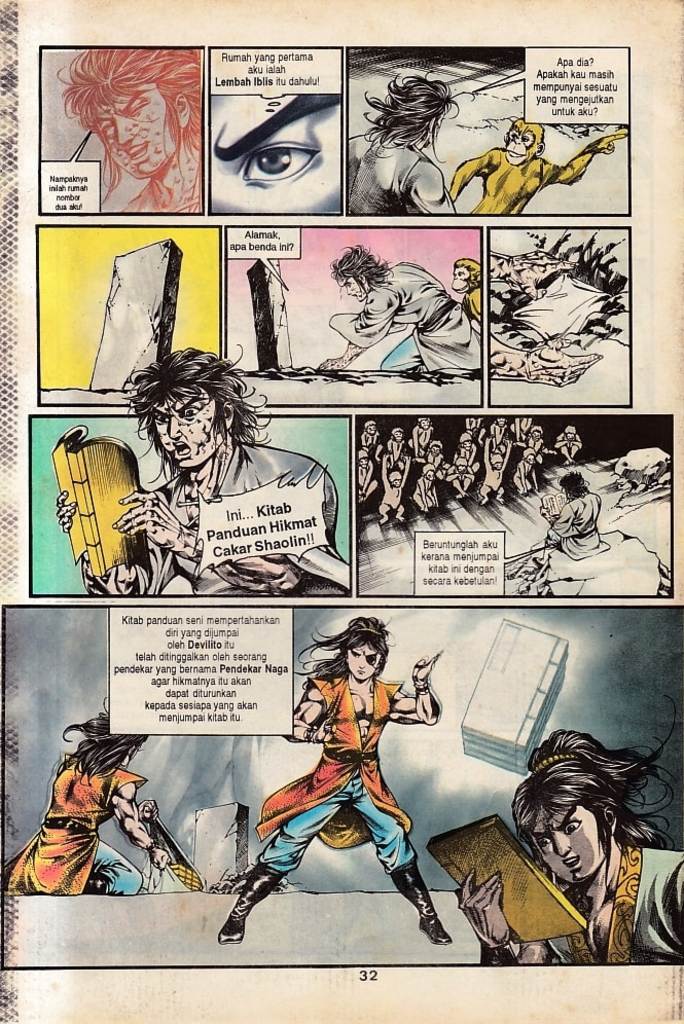 Nampaknya
inilah rumah
nombor
dua aku!
Rumah yang pertama
aku ialah
Lembah Iblis itu dahulu!
Apa dia?
Apakah kau masih
mempunyai sesuatu
yang mengejutkan
untuk aku?
Alamak,
apa benda ini?
Ini... Kitab
Panduan Hikmat
Cakar Shaolin!!
Beruntunglah aku
kerana menjumpai
kitab ini dengan
secara kebetulan!
Kitab panduan seni mempertahankan
diri yang dijumpai
oleh Devilito itu
telah ditinggalkan oleh seorang
pendekar yang bernama Pendekar Naga
agar hikmatnya itu akan
dapat diturunkan
kepada sesiapa yang akan
menjumpai kitab itu.
32